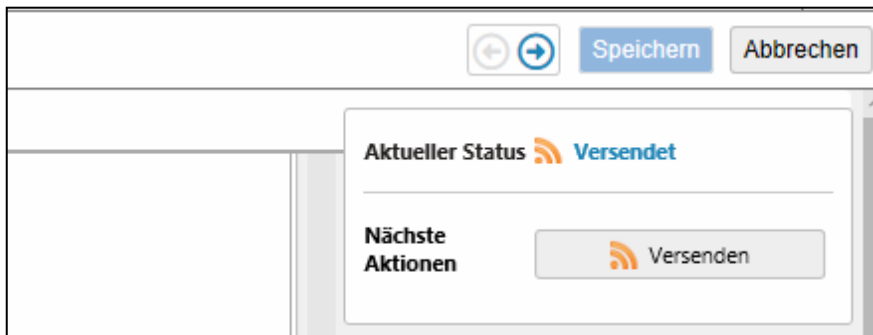 Speichern Abbrechen
Aktueller Status Versendet
Nächste
Aktionen
Versenden